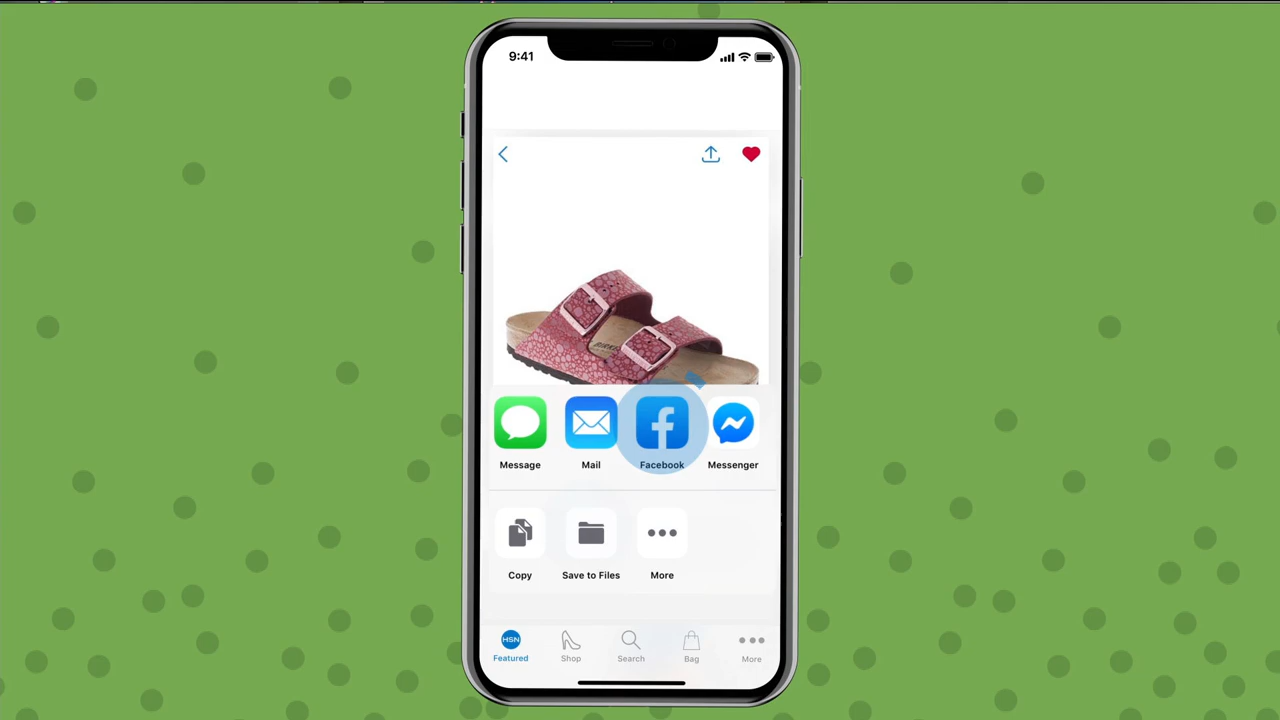 9:41
Message
Mail
Facebook
Messenger
Copy
Save to Files
More
HSN
Featured
Shop
Search
Bag
More